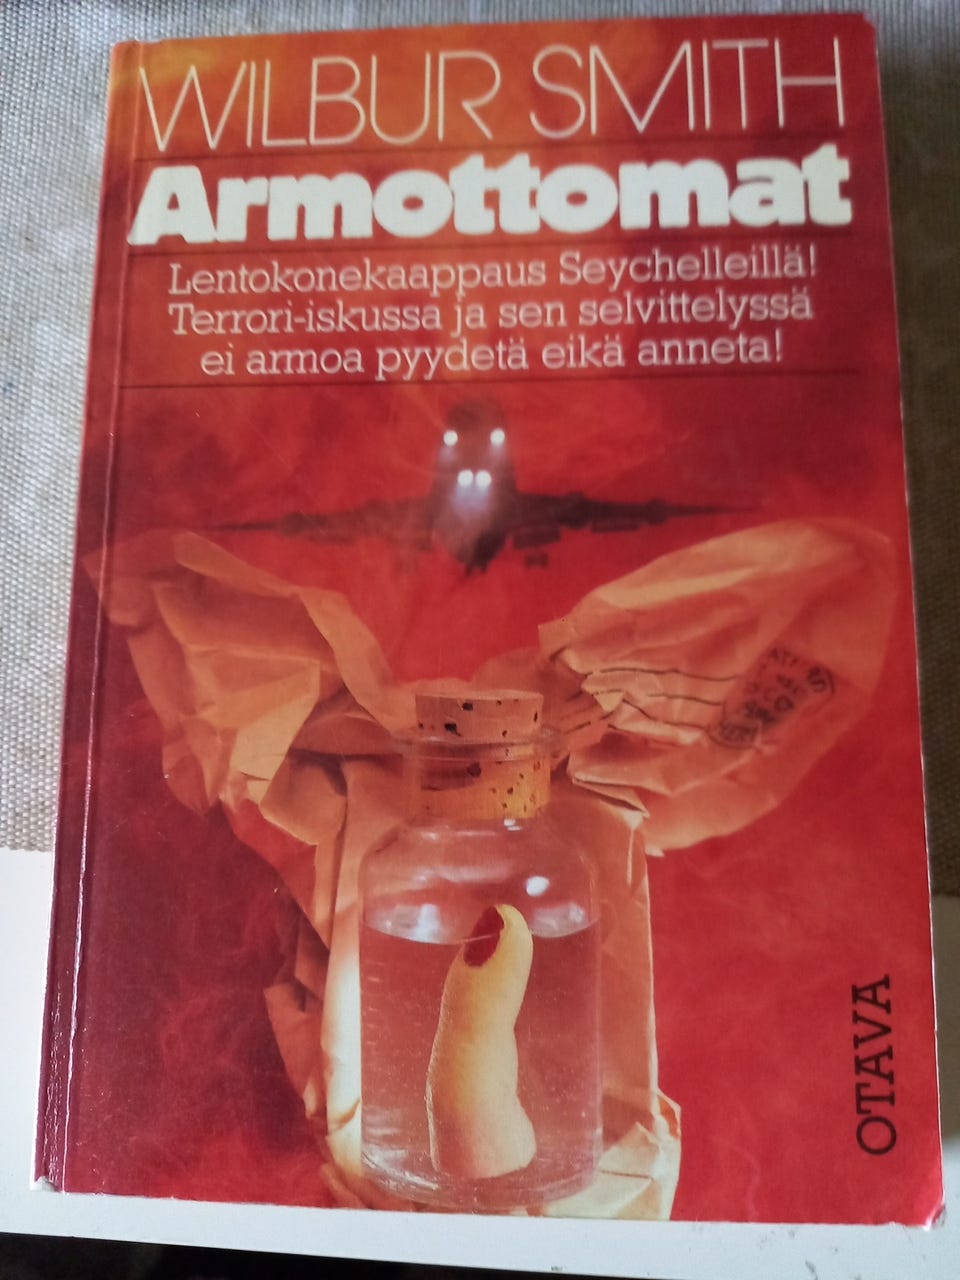 WILBUR SMITH
Armottomat
Lentokonekaappaus Seychelleillä!
Terrori-iskussa ja sen selvittelyssä
ei armoa pyydetä eikä anneta!
OTAVA